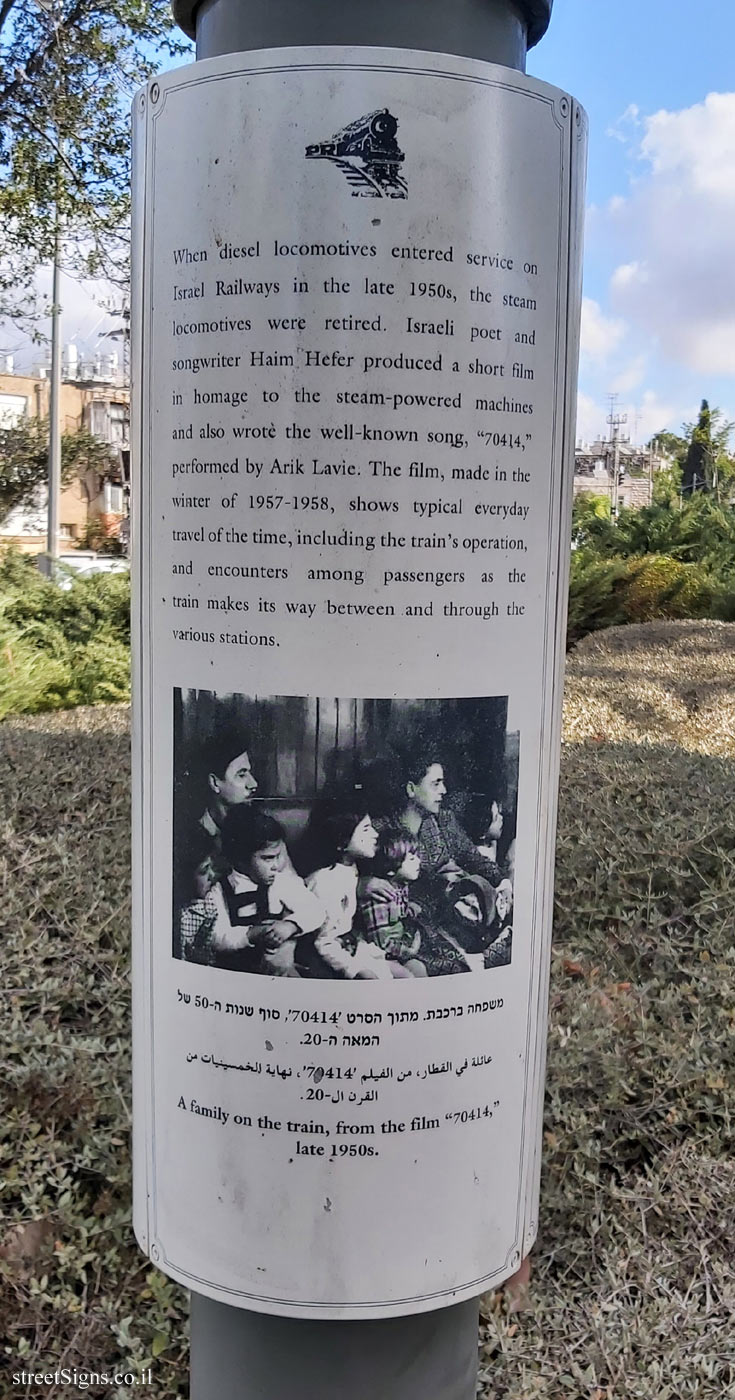 PR
When diesel locomotives entered service on
Israel Railways in the late 1950s, the steam
locomotives were retired. Israeli poet and
songwriter Haim Hefer produced a short film
in homage to the steam-powered machines
and also wrote the well-known song, “70414,”
performed by Arik Lavie. The film, made in the
winter of 1957-1958, shows typical everyday
travel of the time, including the train’s operation,
and encounters among passengers as the
train makes its way between and through the
various stations.
משפחה ברכבת. מתוך הסרט '70414', סוף שנות ה-50 של
המאה ה-20.
عائلة في القطار، من الفيلم '70414'، نهاية الخمسينيات من
القرن ال-20.
A family on the train, from the film “70414,”
late 1950s.
streetSigns.co.il